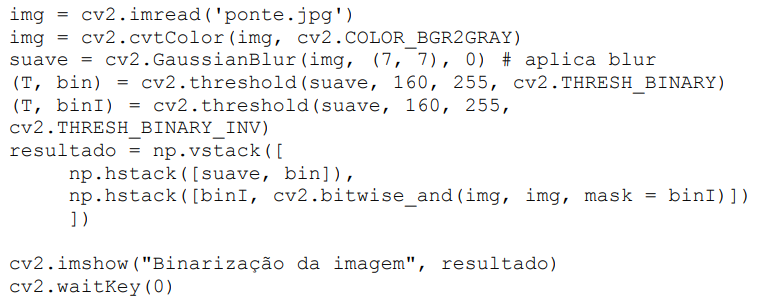 img = cv2.imread('ponte.jpg')
img = cv2.cvtColor(img, cv2.COLOR_BGR2GRAY)
suave = cv2.GaussianBlur(img, (7, 7), 0) # aplica blur
(T, bin) = cv2.threshold(suave, 160, 255, cv2.THRESH_BINARY)
(T, binI) = cv2.threshold(suave, 160, 255,
cv2.THRESH_BINARY_INV)
resultado = np.vstack([
     np.hstack([suave, bin]),
     np.hstack([binI, cv2.bitwise_and(img, img, mask = binI)])
     ])
cv2.imshow("Binarização da imagem", resultado)
cv2.waitKey(0)